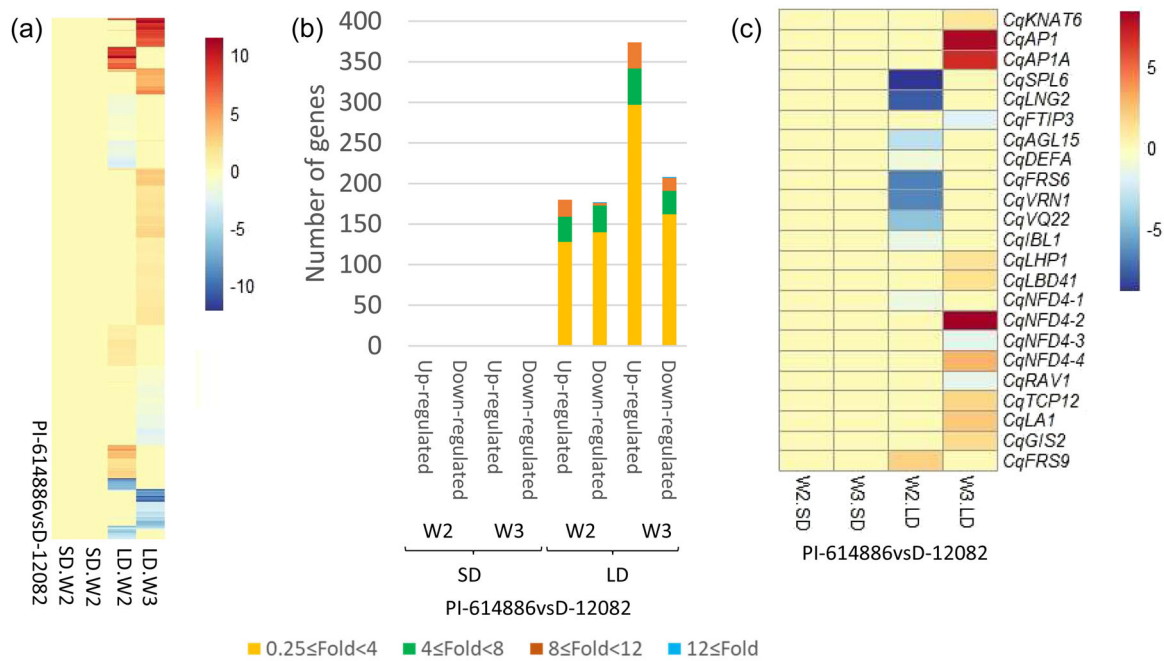 (a)
10
5
0
-5
-10
PI-614886vsD-12082
SD.W2
SD.W2
LD.W2
LD.W3
(b)
Number of genes
400
350
300
250
200
150
100
50
0
Up-regulated
Down-regulated
Up-regulated
Down-regulated
Up-regulated
Down-regulated
Up-regulated
Down-regulated
W2 W3 W2 W3
SD LD
PI-614886vsD-12082
0.25≤Fold<4 4≤Fold<8 8≤Fold<12 12≤Fold
(c)
CqKNAT6
CqAP1
CqAP1A
CqSPL6
CqLNG2
CqFTIP3
CqAGL15
CqDEFA
CqFRS6
CqVRN1
CqVQ22
CqIBL1
CqLHP1
CqLBD41
CqNFD4-1
CqNFD4-2
CqNFD4-3
CqNFD4-4
CqRAV1
CqTCP12
CqLA1
CqGIS2
CqFRS9
W2.SD
W3.SD
W2.LD
W3.LD
PI-614886vsD-12082
5
0
-5